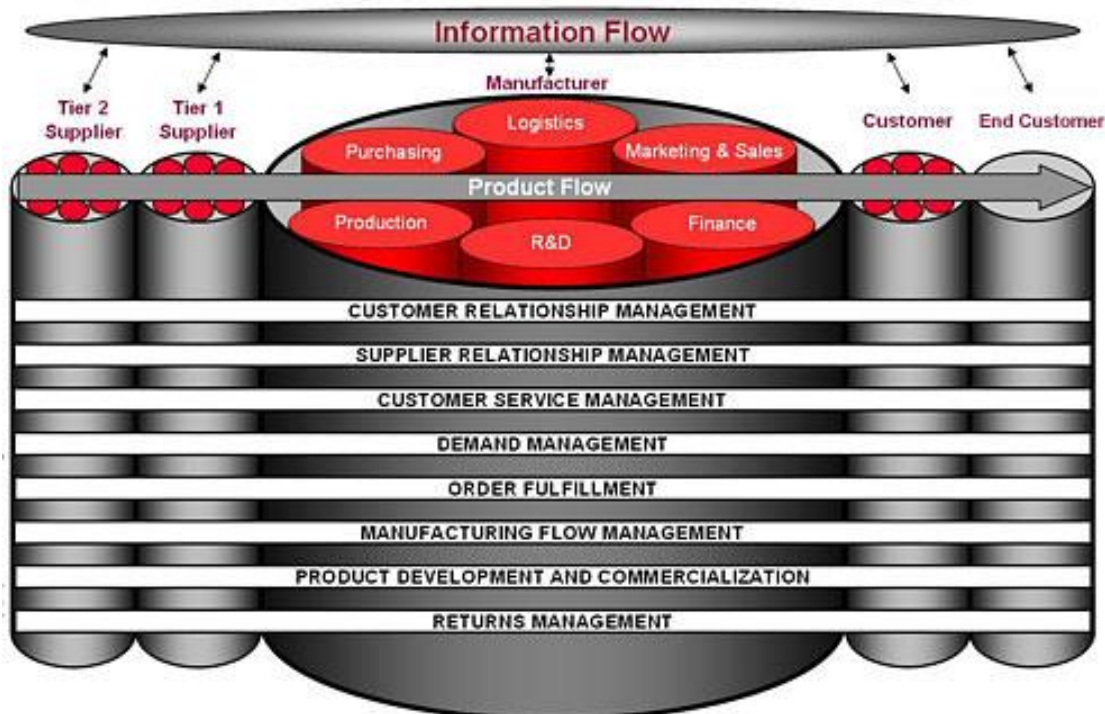 Information Flow
Manufacturer
Tier 2
Supplier
Tier 1
Supplier
Customer
End Customer
Logistics
Purchasing
Marketing & Sales
Product Flow
Production
R&D
Finance
CUSTOMER RELATIONSHIP MANAGEMENT
SUPPLIER RELATIONSHIP MANAGEMENT
CUSTOMER SERVICE MANAGEMENT
DEMAND MANAGEMENT
ORDER FULFILLMENT
MANUFACTURING FLOW MANAGEMENT
PRODUCT DEVELOPMENT AND COMMERCIALIZATION
RETURNS MANAGEMENT